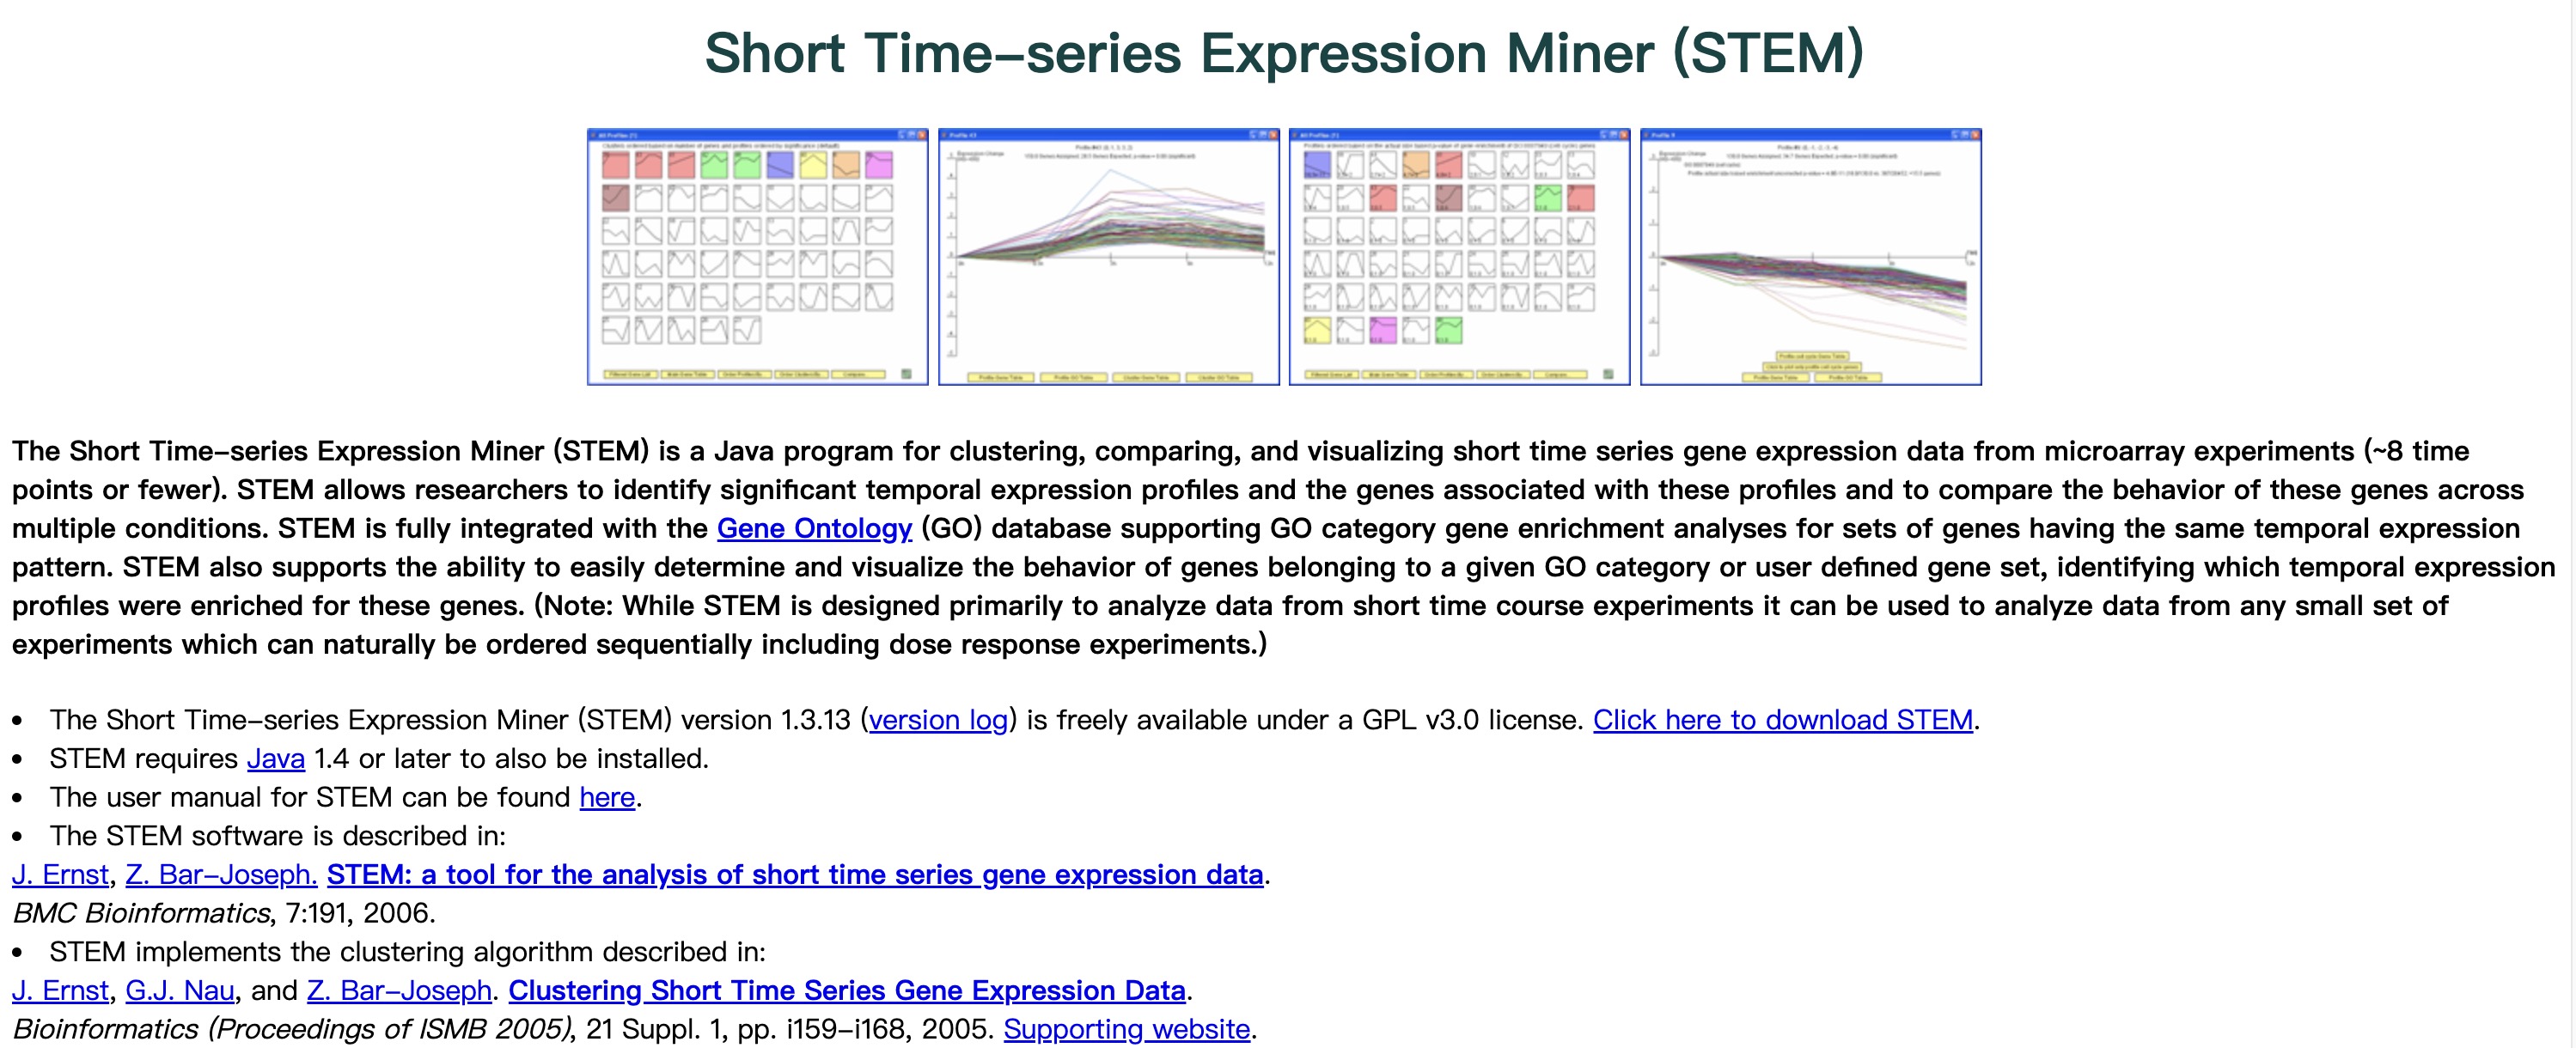 Short Time-series Expression Miner (STEM)
The Short Time-series Expression Miner (STEM) is a Java program for clustering, comparing, and visualizing short time series gene expression data from microarray experiments (~8 time
points or fewer). STEM allows researchers to identify significant temporal expression profiles and the genes associated with these profiles and to compare the behavior of these genes across
multiple conditions. STEM is fully integrated with the Gene Ontology (GO) database supporting GO category gene enrichment analyses for sets of genes having the same temporal expression
pattern. STEM also supports the ability to easily determine and visualize the behavior of genes belonging to a given GO category or user defined gene set, identifying which temporal expression
profiles were enriched for these genes. (Note: While STEM is designed primarily to analyze data from short time course experiments it can be used to analyze data from any small set of
experiments which can naturally be ordered sequentially including dose response experiments.)
• The Short Time-series Expression Miner (STEM) version 1.3.13 (version log) is freely available under a GPL v3.0 license. Click here to download STEM.
• STEM requires Java 1.4 or later to also be installed.
• The user manual for STEM can be found here.
• The STEM software is described in:
J. Ernst, Z. Bar-Joseph. STEM: a tool for the analysis of short time series gene expression data.
BMC Bioinformatics, 7:191, 2006.
• STEM implements the clustering algorithm described in:
J. Ernst, G.J. Nau, and Z. Bar-Joseph. Clustering Short Time Series Gene Expression Data.
Bioinformatics (Proceedings of ISMB 2005), 21 Suppl. 1, pp. i159-i168, 2005. Supporting website.